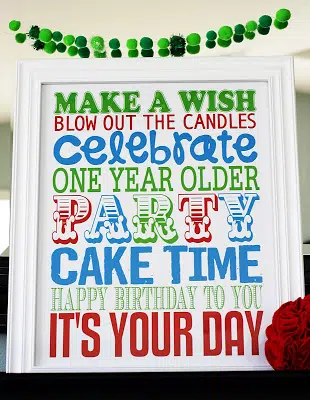 MAKE A WISH
BLOW OUT THE CANDLES
celebrate
ONE YEAR OLDER
PARTY
CAKE TIME
HAPPY BIRTHDAY TO YOU
IT'S YOUR DAY